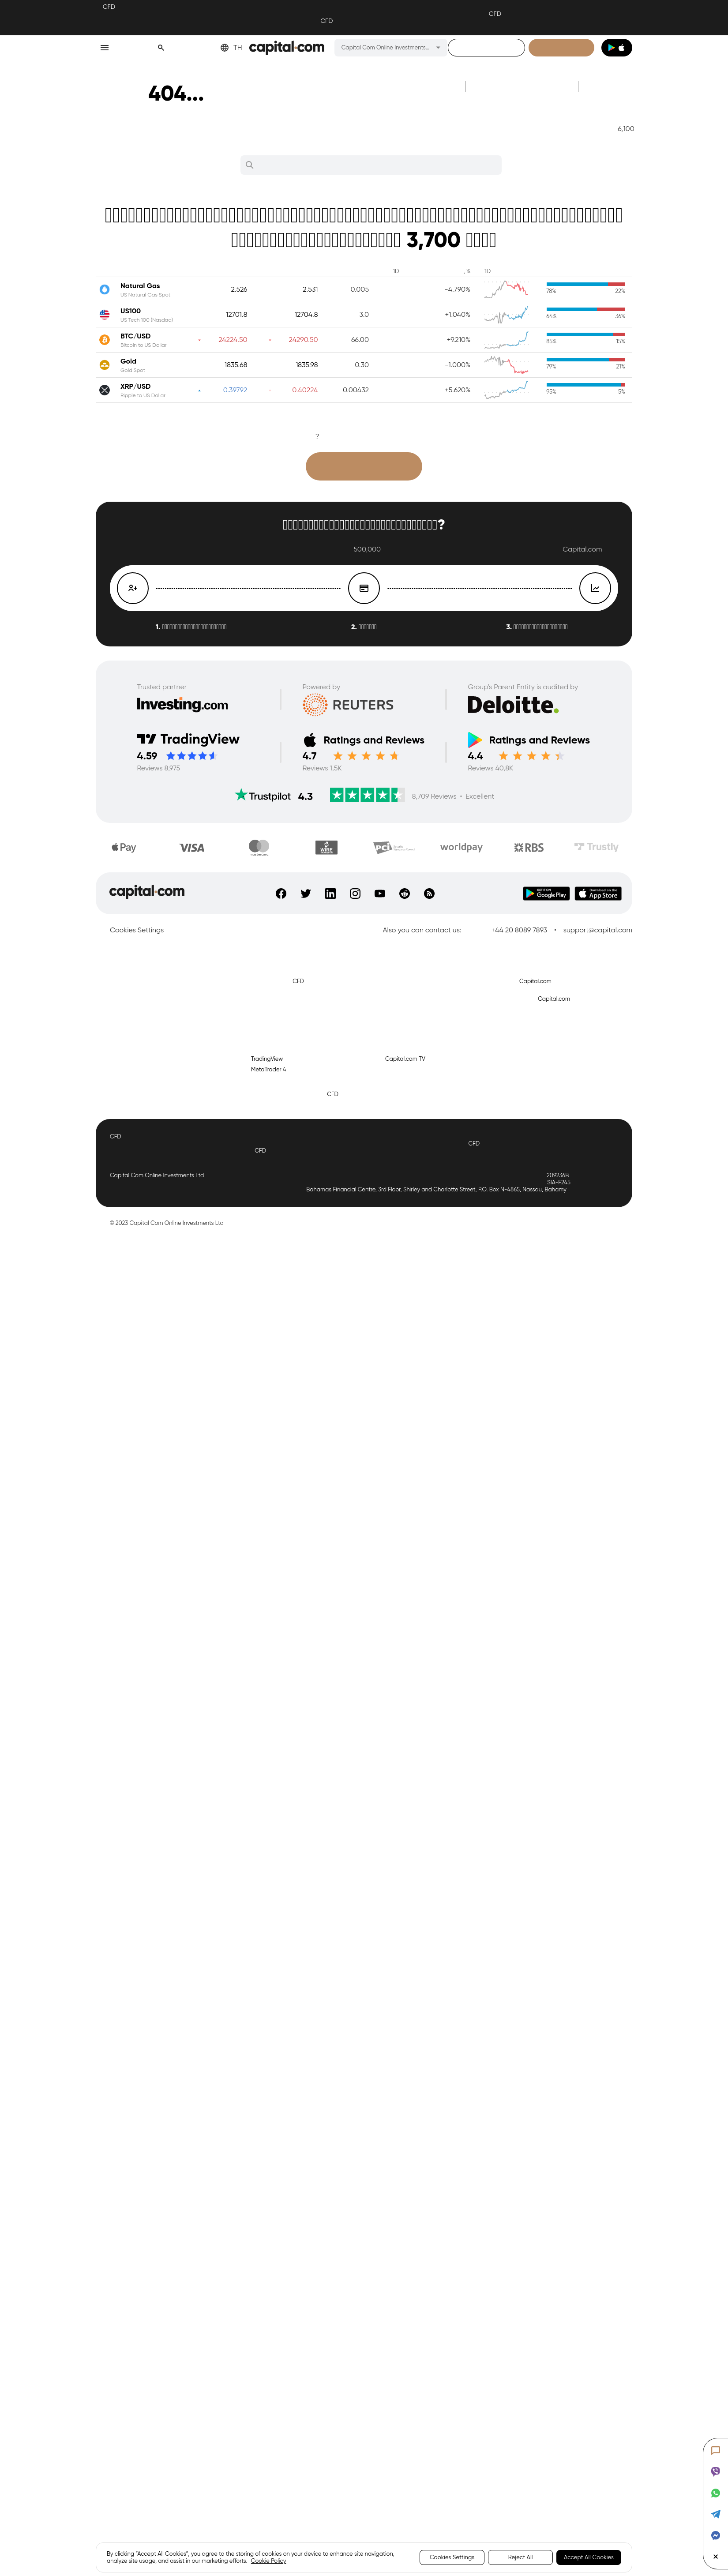 CFD
CFD
CFD
TH
capital.com
Capital Com Online Investments...
404...
6,100
3,700
1D , % 1D
Natural Gas 2.526 2.531 0.005 -4.790% 78% 22%
US Natural Gas Spot
US100 12701.8 12704.8 3.0 +1.040% 64% 36%
US Tech 100 (Nasdaq)
BTC/USD - 24224.50 - 24290.50 66.00 +9.210% 85% 15%
Bitcoin to US Dollar
Gold 1835.68 1835.98 0.30 -1.000% 79% 21%
Gold Spot
XRP/USD - 0.39792 - 0.40224 0.00432 +5.620% 95% 5%
Ripple to US Dollar
?
?
500,000 Capital.com
1.
2.
3.
Trusted partner
Investing.com
Powered by
REUTERS
Group's Parent Entity is audited by
Deloitte.
TradingView
4.59
Reviews 8,975
Ratings and Reviews
4.7
Reviews 1,5K
Ratings and Reviews
4.4
Reviews 40,8K
Trustpilot 4.3 8,709 Reviews • Excellent
Pay VISA mastercard WIRE PCI worldpay RBS Trustly
capital.com
GET IT ON Google Play
Download on the App Store
Cookies Settings
Also you can contact us: +44 20 8089 7893 • support@capital.com
CFD Capital.com
Capital.com
TradingView Capital.com TV
MetaTrader 4
CFD
CFD
CFD
CFD
Capital Com Online Investments Ltd 209236B
SIA-F245
Bahamas Financial Centre, 3rd Floor, Shirley and Charlotte Street, P.O. Box N-4865, Nassau, Bahamy
© 2023 Capital Com Online Investments Ltd
By clicking "Accept All Cookies", you agree to the storing of cookies on your device to enhance site navigation,
analyze site usage, and assist in our marketing efforts. Cookie Policy
Cookies Settings
Reject All
Accept All Cookies